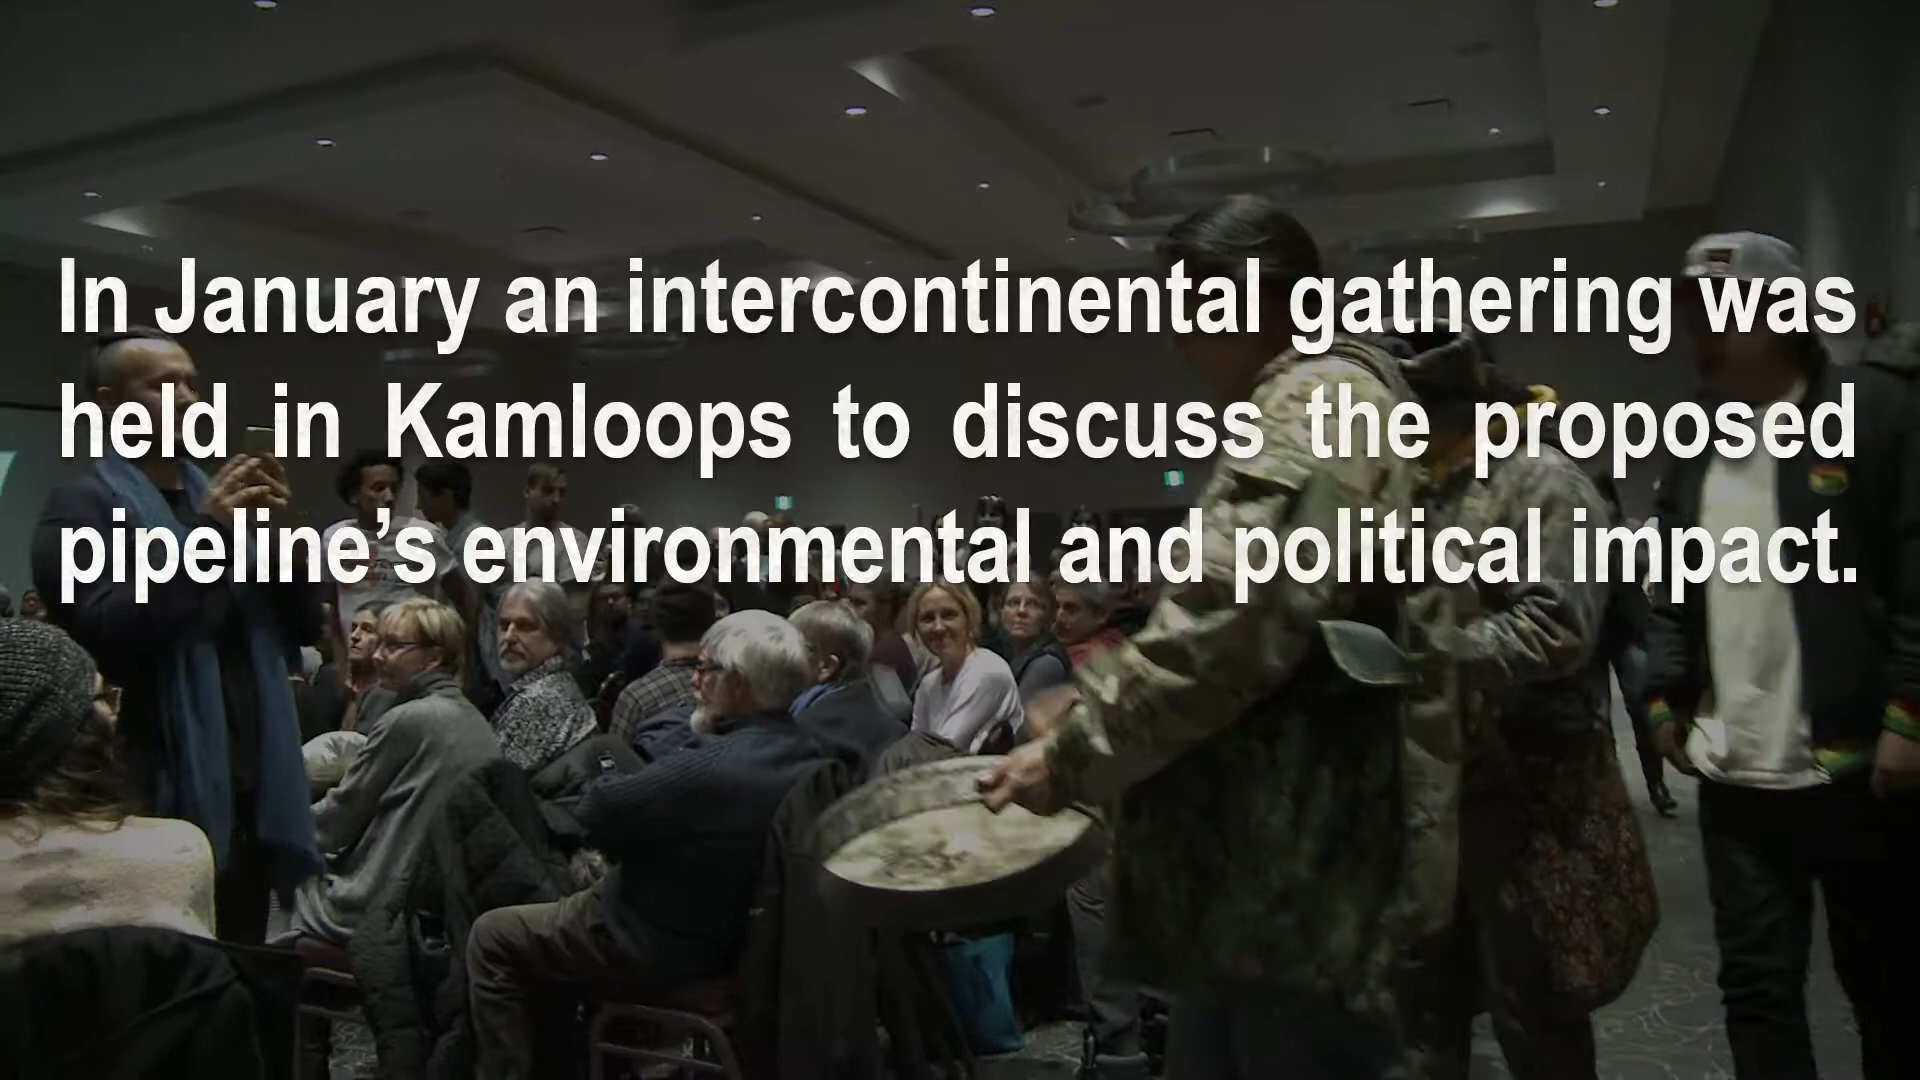 In January an intercontinental gathering was
held in Kamloops to discuss the proposed
pipeline’s environmental and political impact.